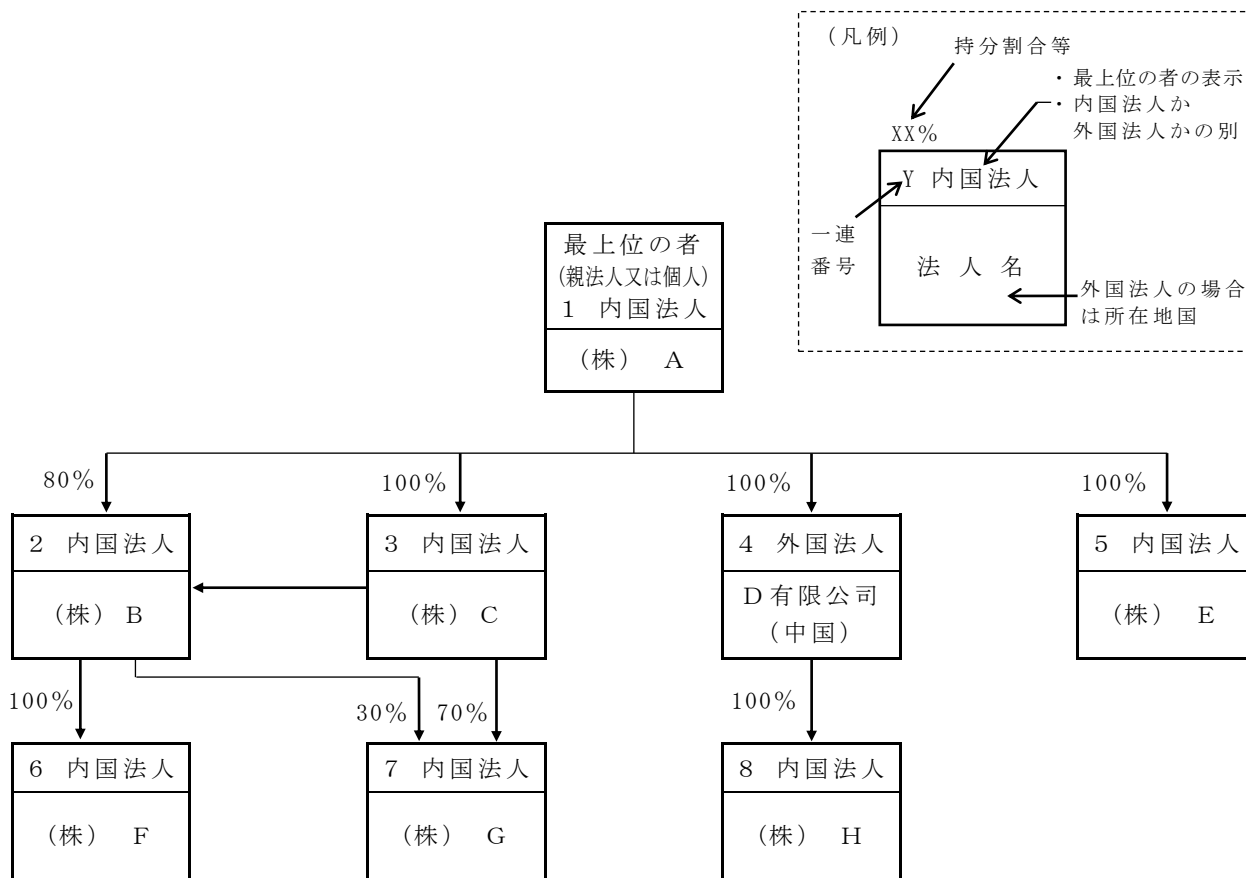 （凡例）
持分割合等
・最上位の者の表示
・内国法人か
外国法人かの別
XX%
Y 内国法人
一連
番号
法人名
外国法人の場合
は所在地国
最上位の者
（親法人又は個人）
1 内国法人
（株） A
80%
100%
100%
100%
2 内国法人
3 内国法人
4 外国法人
5 内国法人
（株） B
（株） C
D有限公司
（中国）
（株） E
100%
30%
70%
100%
6 内国法人
7 内国法人
8 内国法人
（株） F
（株） G
（株） H